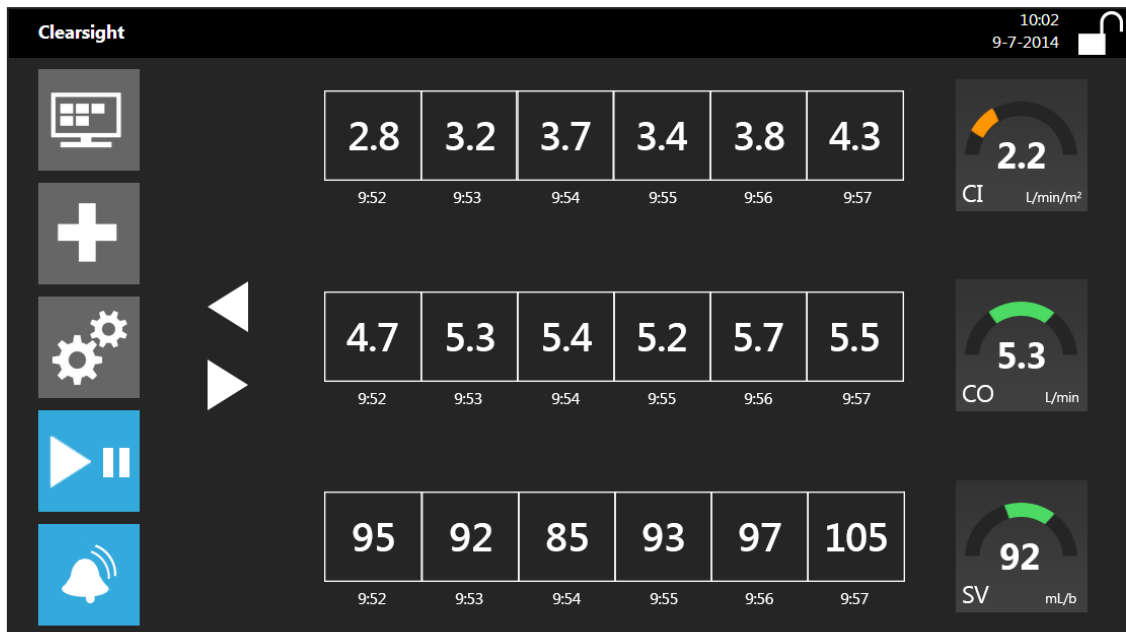 Clearsight
10:02
9-7-2014
2.8 3.2 3.7 3.4 3.8 4.3
9:52 9:53 9:54 9:55 9:56 9:57
2.2
CI L/min/m²
4.7 5.3 5.4 5.2 5.7 5.5
9:52 9:53 9:54 9:55 9:56 9:57
5.3
CO L/min
95 92 85 93 97 105
9:52 9:53 9:54 9:55 9:56 9:57
92
SV mL/b